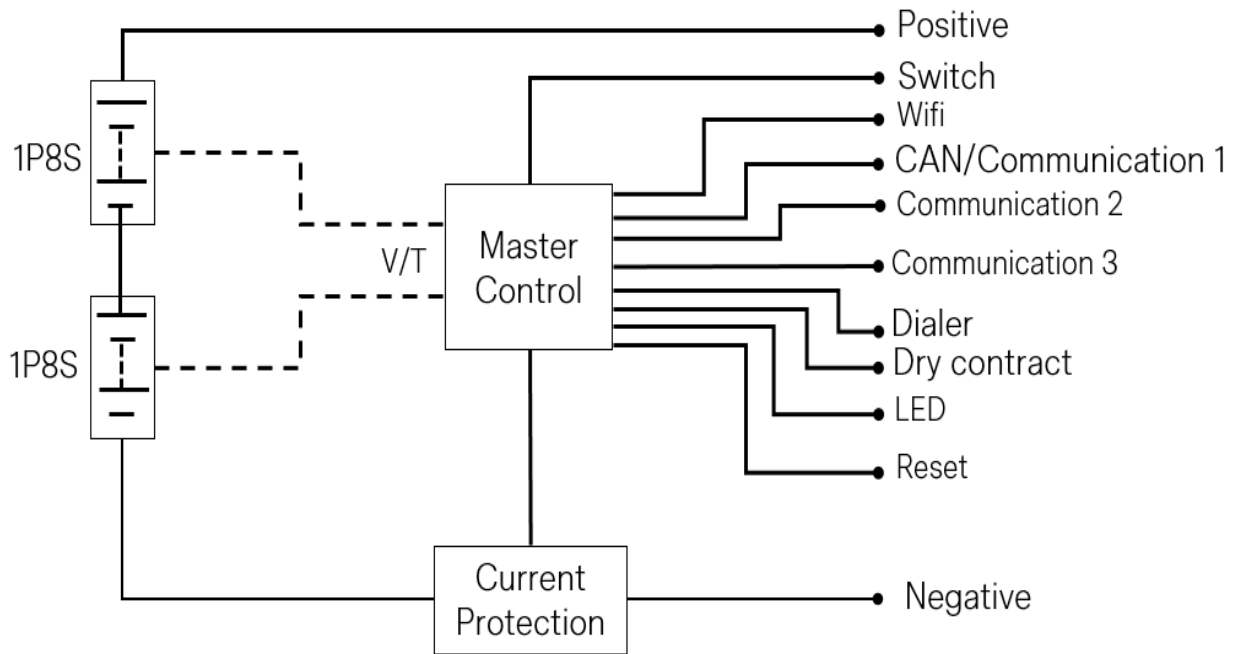 Positive
Switch
Wifi
1P8S
CAN/Communication 1
Communication 2
V/T
Master
Control
Communication 3
Dialer
1P8S
Dry contract
LED
Reset
Current
Protection
Negative